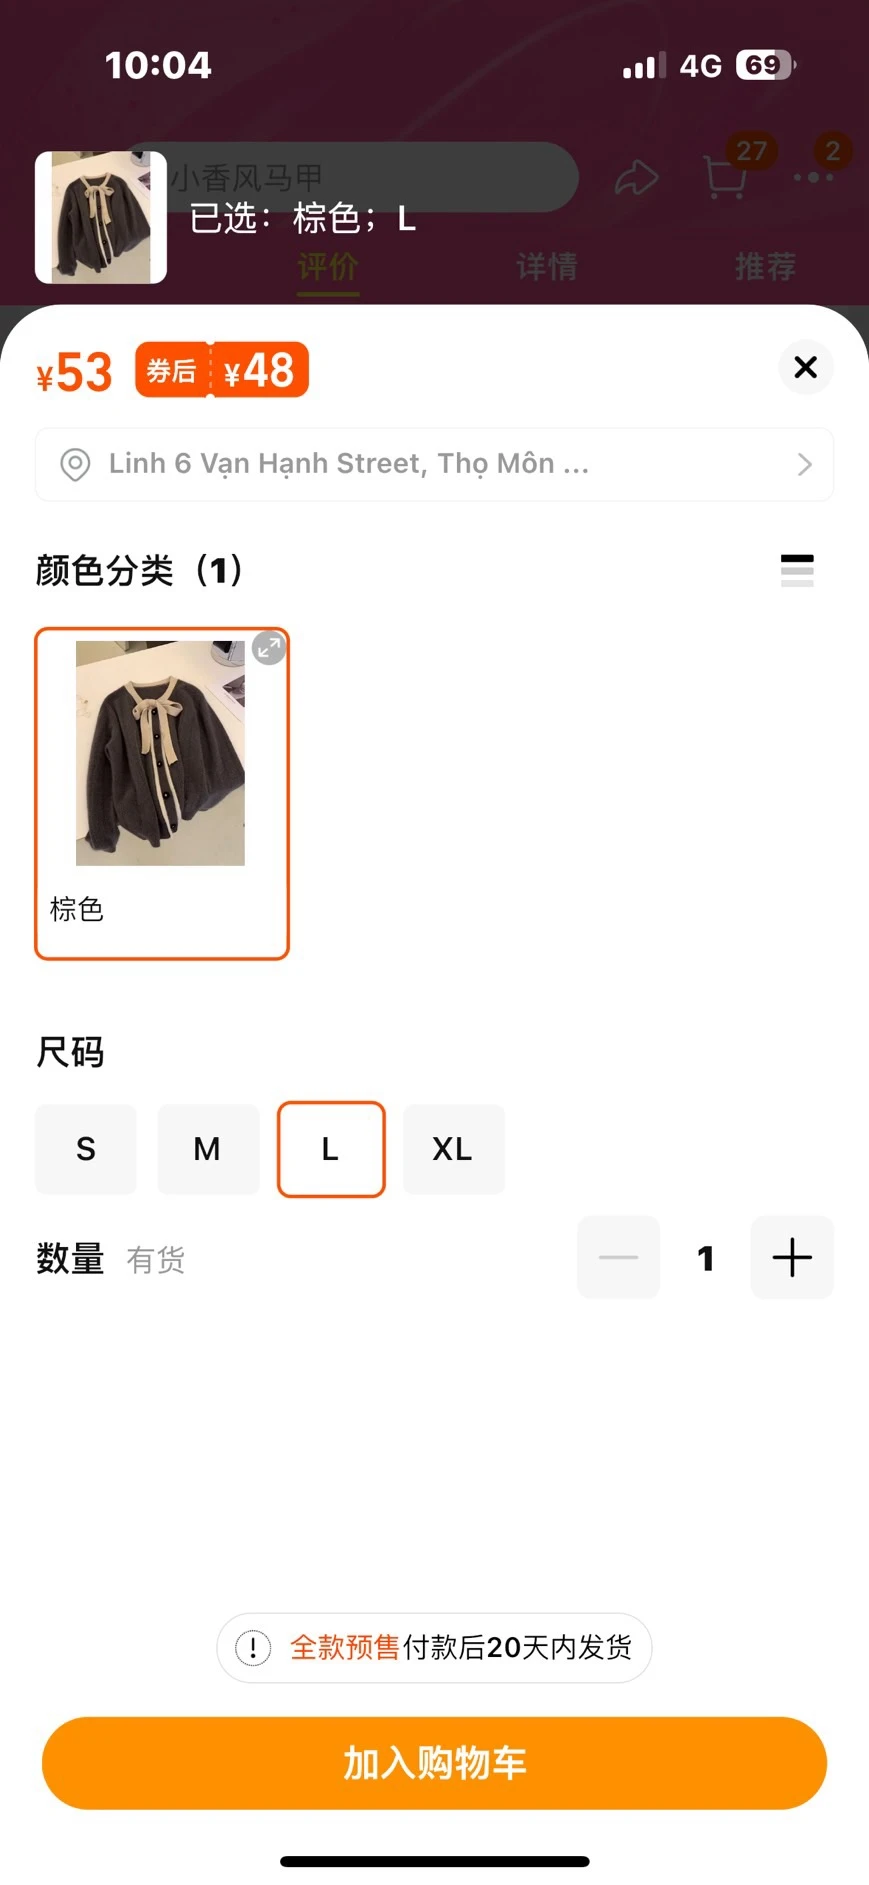 10:04
4G 69
小香风马甲
27
2
已选：棕色；L
评价 详情 推荐
¥53 券后 ¥48
Linh 6 Vạn Hạnh Street, Thọ Môn ...
颜色分类（1）
棕色
尺码
S M L XL
数量 有货 1
全款预售付款后20天内发货
加入购物车